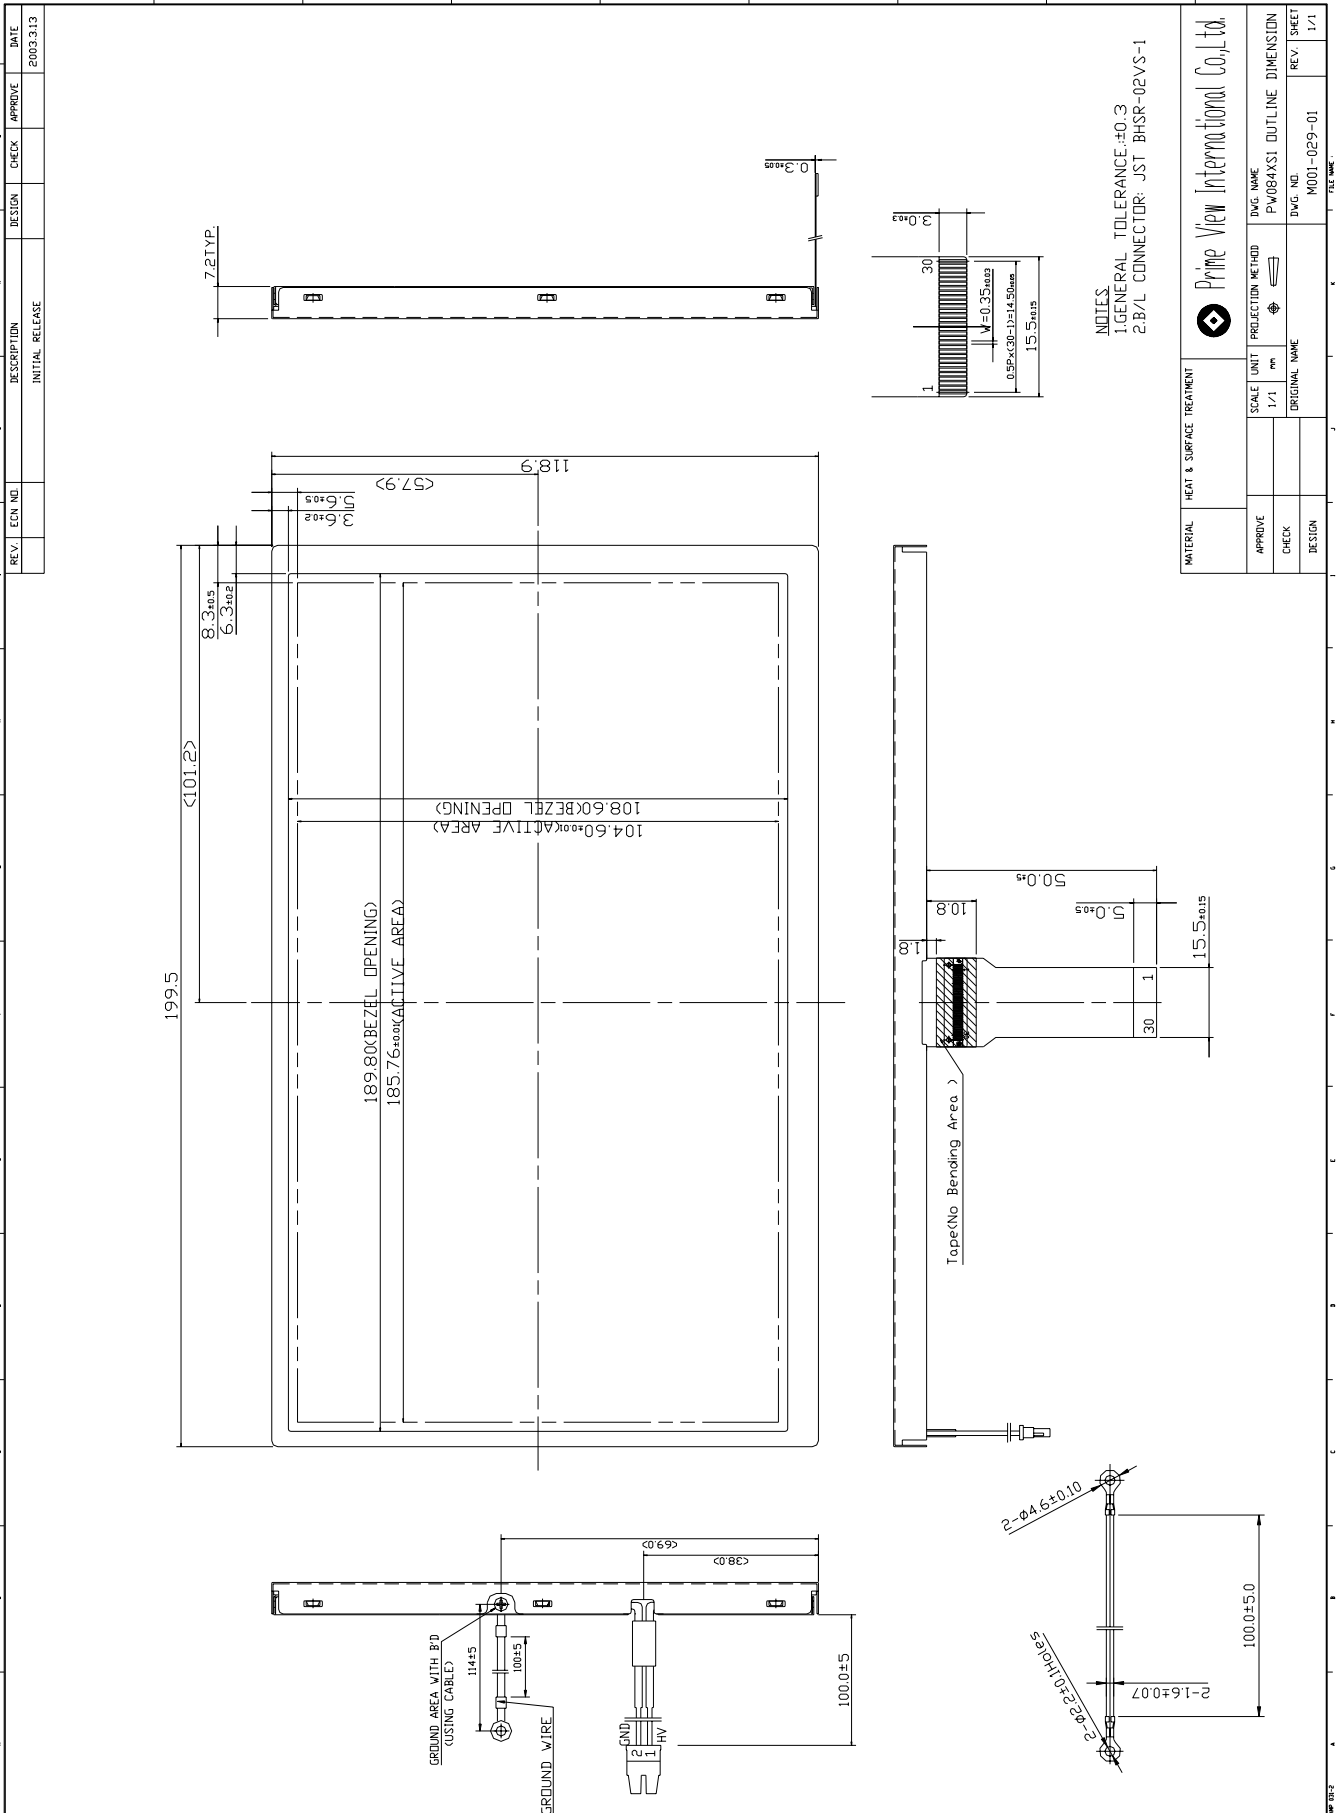 REV.
ECN NO.
DESCRIPTION
DESIGN
CHECK
APPROVE
DATE
INITIAL RELEASE
2003.3.13
7.2TYP.
0.3±0.05
3.0±0.3
1
30
W=0.35±0.03
0.5Px(30-1)=14.50±0.05
15.5±0.15
NOTES
1.GENERAL TOLERANCE:±0.3
2.B/L CONNECTOR: JST BHSR-02VS-1
118.9
<57.9>
5.6±0.5
3.6±0.2
8.3±0.5
6.3±0.2
<101.2>
199.5
108.60(BEZEL OPENING)
104.60±0.01(ACTIVE AREA)
189.80(BEZEL OPENING)
185.76±0.01(ACTIVE AREA)
50.0±5
10.8
1.8
5.0±0.5
15.5±0.15
30
1
Tape(No Bending Area )
<69.0>
<38.0>
GROUND AREA WITH B'D
(USING CABLE)
114±5
100±5
GROUND WIRE
GND
HV
2
1
100.0±5
2-Ø4.6±0.10
2-Ø2.2±0.1Holes
100.0±5.0
2-1.6±0.07
MATERIAL
HEAT & SURFACE TREATMENT
Prime View International Co.,Ltd.
APPROVE
CHECK
DESIGN
SCALE
1/1
UNIT
mm
PROJECTION METHOD
ORIGINAL NAME
DWG. NAME
PW084XS1 OUTLINE DIMENSION
DWG. NO.
M001-029-01
REV.
SHEET
1/1
FILE NAME :